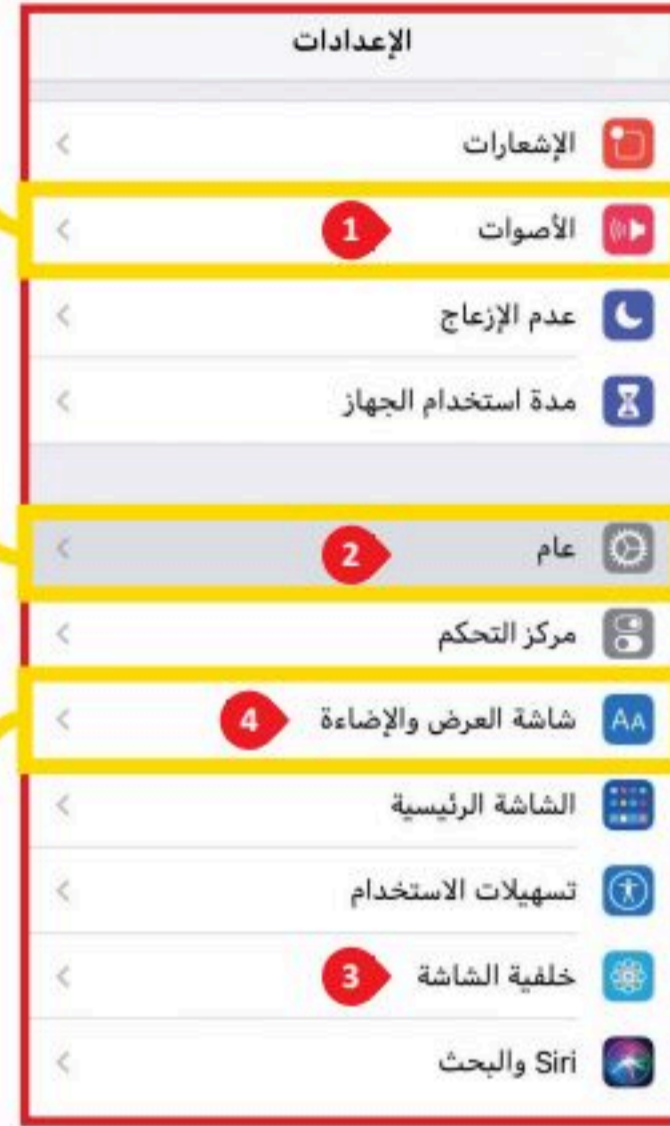 الإعدادات
الإشعارات
الأصوات 1
عدم الإزعاج
مدة استخدام الجهاز
عام 2
مركز التحكم
شاشة العرض والإضاءة 4
AA
الشاشة الرئيسية
تسهيلات الاستخدام
خلفية الشاشة 3
Siri والبحث